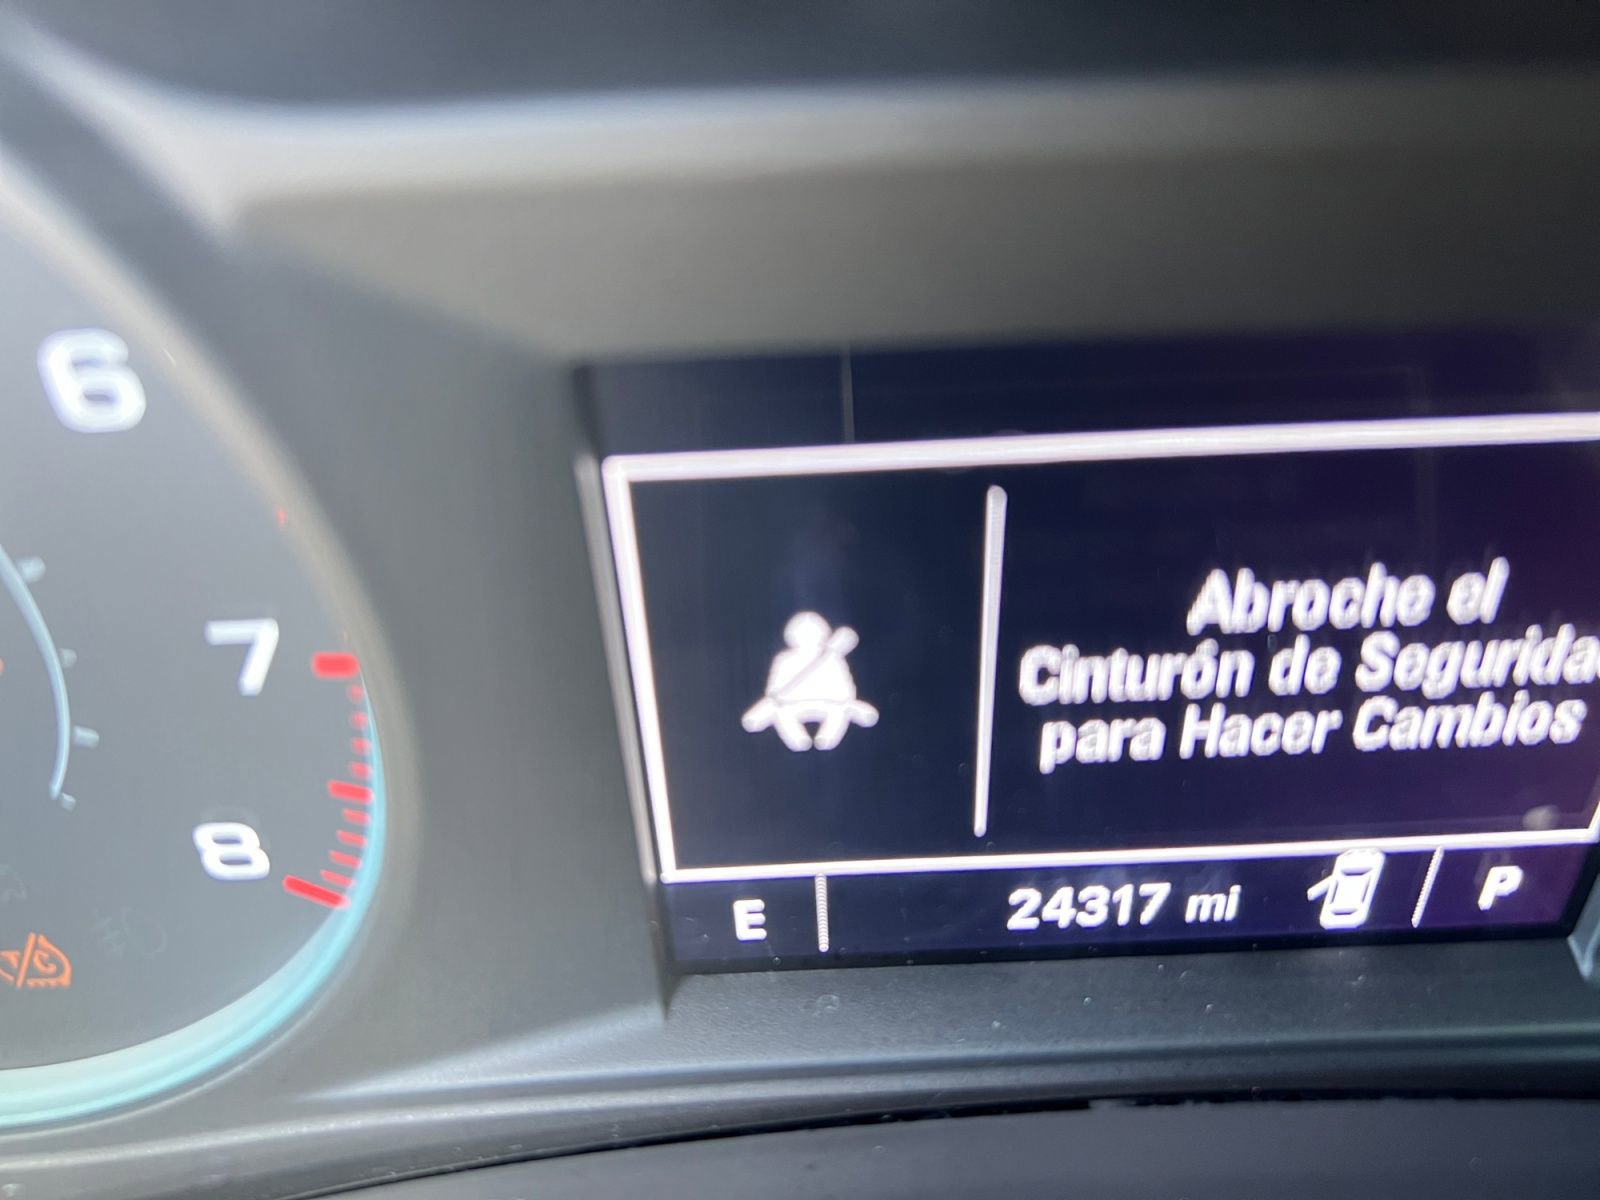 6
7
8
T/C
Abroche el
Cinturón de Segurida
para Hacer Cambios
E
24317 mi
P